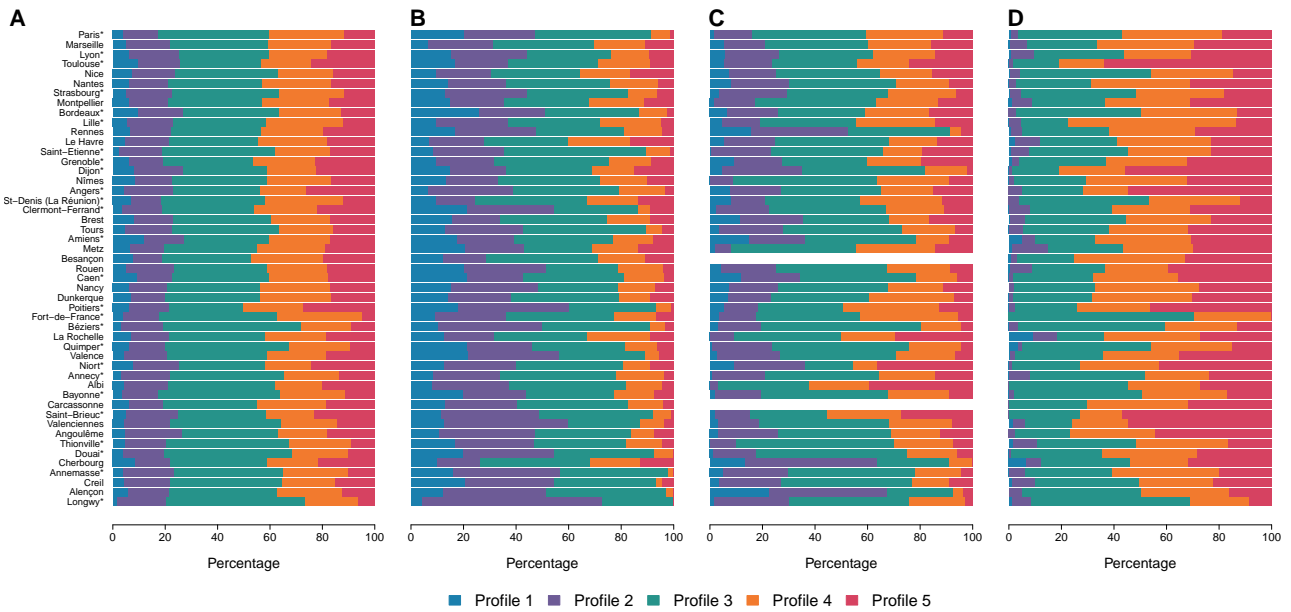 A B C D
Paris*
Marseille
Lyon*
Toulouse*
Nice
Nantes
Strasbourg*
Montpellier
Bordeaux*
Lille*
Rennes
Le Havre
Saint−Etienne*
Grenoble*
Dijon*
Nîmes
Angers*
St−Denis (La Réunion)*
Clermont−Ferrand*
Brest
Tours
Amiens*
Metz
Besançon
Rouen
Caen*
Nancy
Dunkerque
Poitiers*
Fort−de−France*
Béziers*
La Rochelle
Quimper*
Valence
Niort*
Annecy*
Albi
Bayonne*
Carcassonne
Saint−Brieuc*
Valenciennes
Angoulême
Thionville*
Douai*
Cherbourg
Annemasse*
Creil
Alençon
Longwy*
0 20 40 60 80 100 0 20 40 60 80 100 0 20 40 60 80 100 0 20 40 60 80 100
Percentage Percentage Percentage Percentage
Profile 1 Profile 2 Profile 3 Profile 4 Profile 5